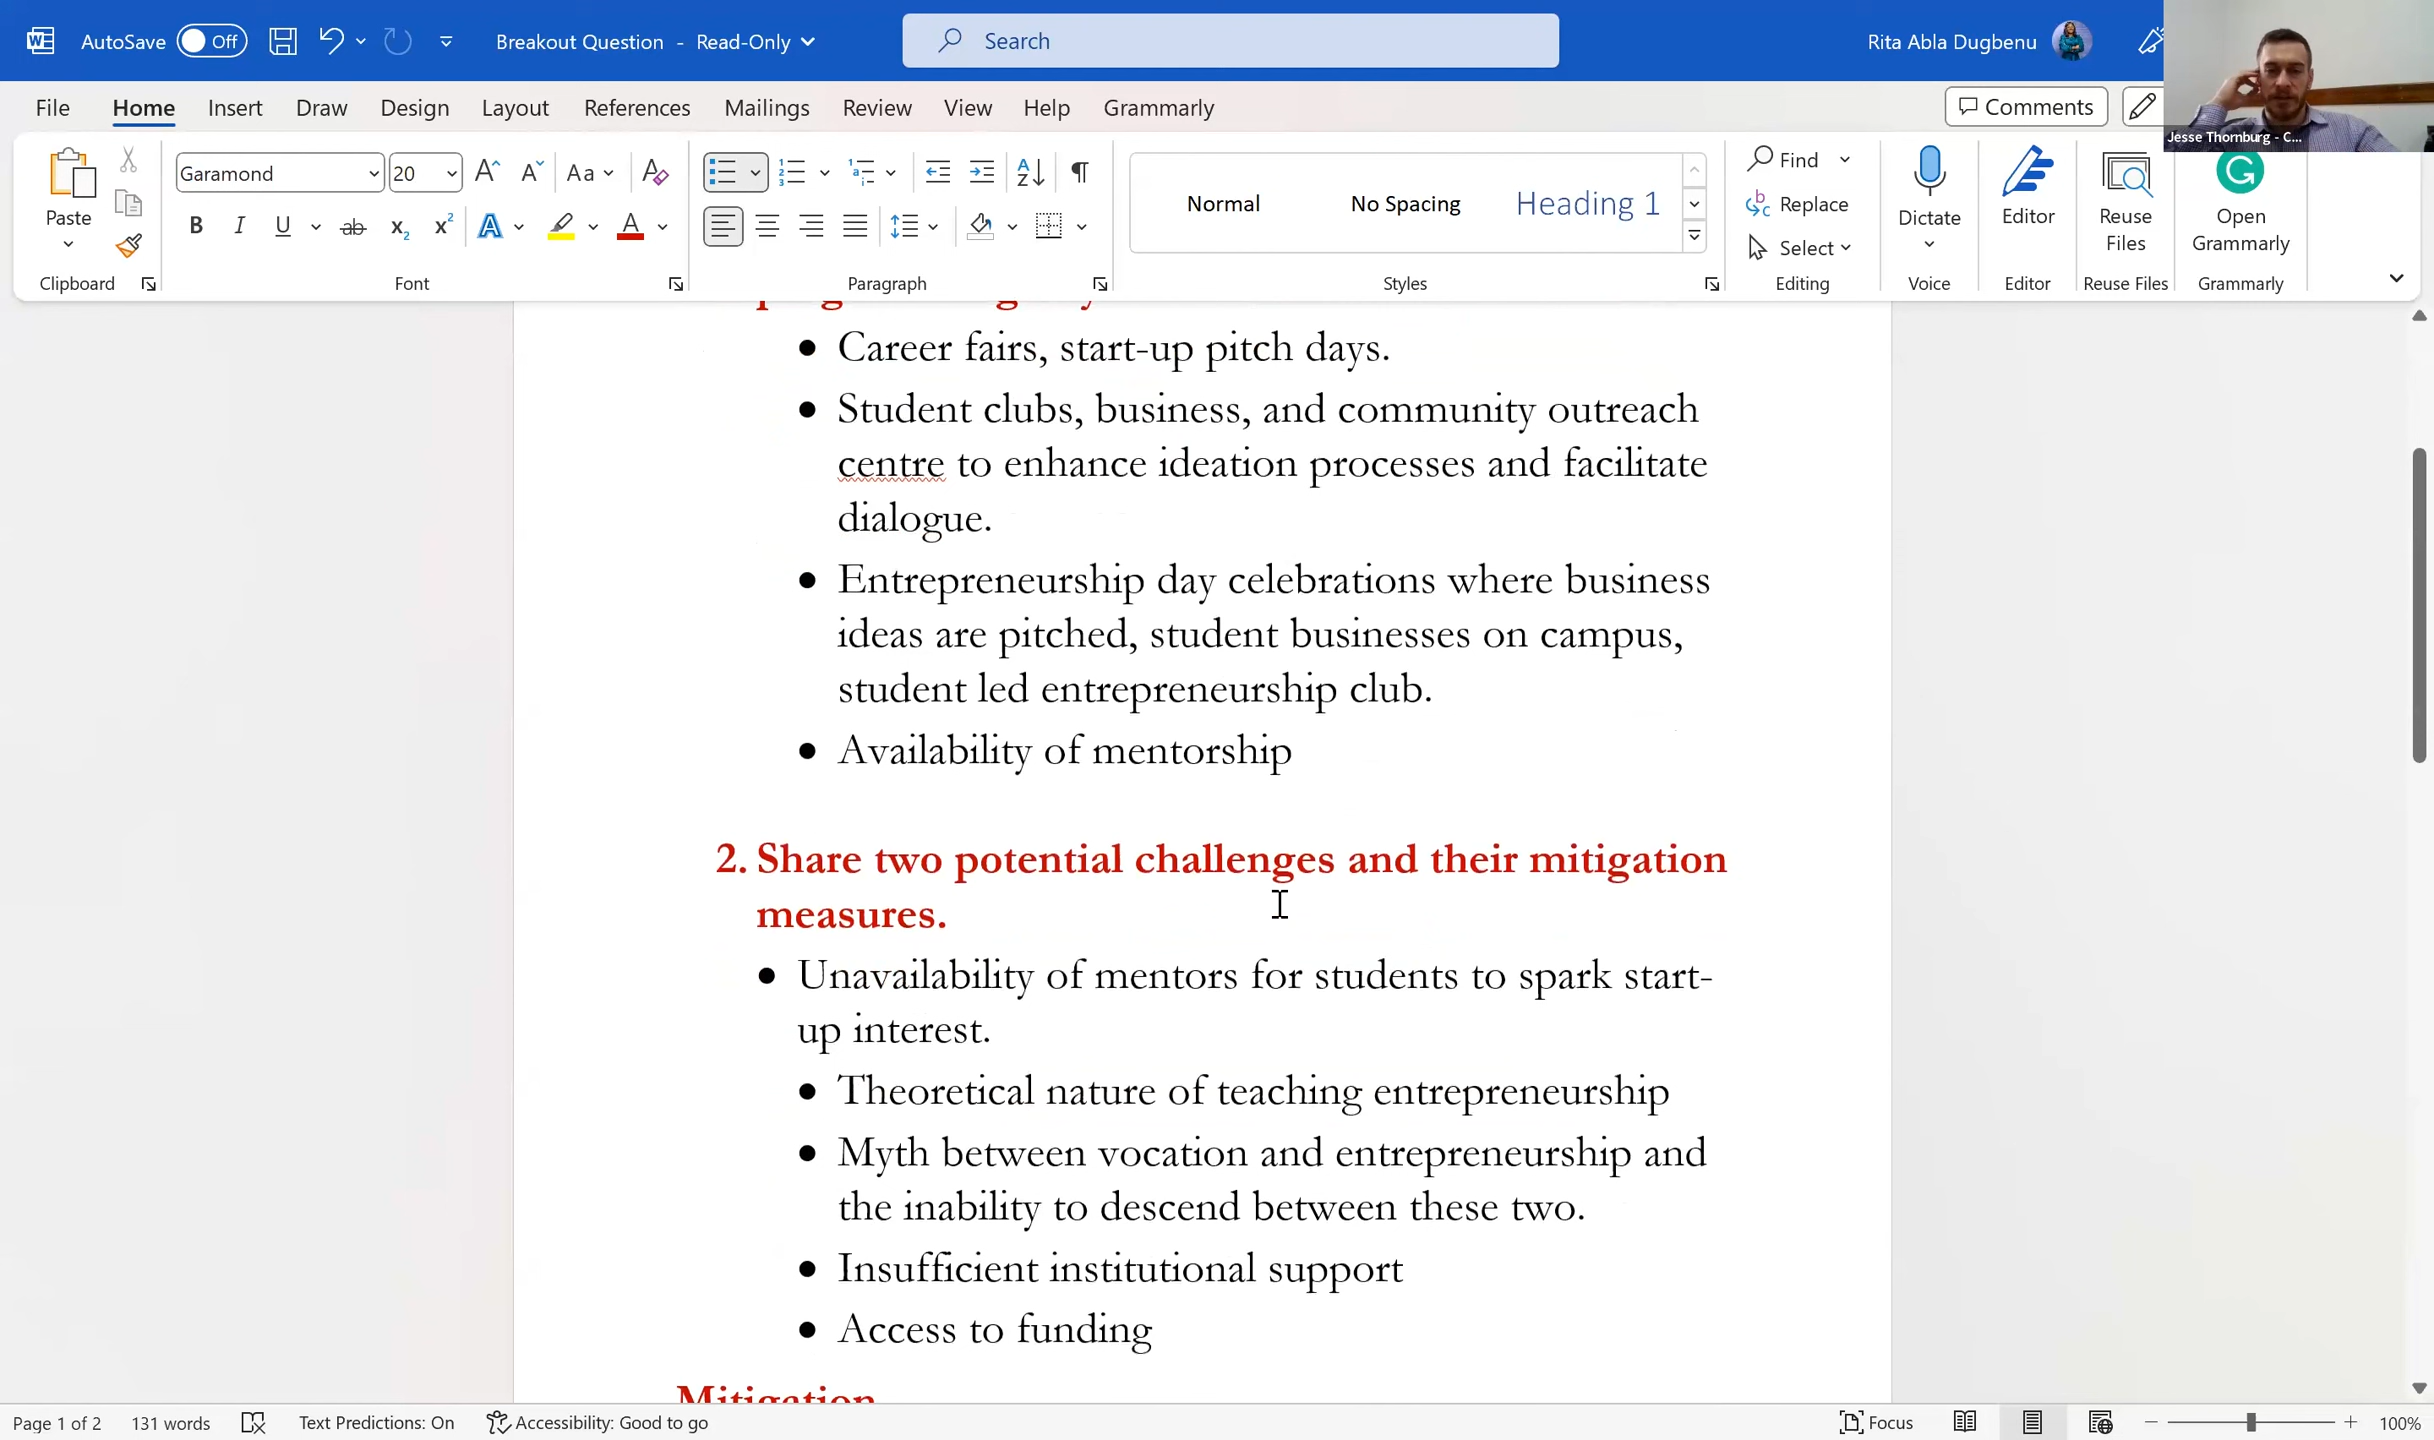 AutoSave Off Breakout Question - Read-Only Search Rita Abla Dugbenu
File Home Insert Draw Design Layout References Mailings Review View Help Grammarly Comments
Jesse Thornburg - C...
Garamond 20 Aa
Paste
B I U ab x₂ x² A A
Normal No Spacing Heading 1
Find
Replace
Select
Dictate
Editor
Reuse Files
Open Grammarly
Clipboard Font Paragraph Styles Editing Voice Editor Reuse Files Grammarly
• Career fairs, start-up pitch days.
• Student clubs, business, and community outreach
centre to enhance ideation processes and facilitate
dialogue.
• Entrepreneurship day celebrations where business
ideas are pitched, student businesses on campus,
student led entrepreneurship club.
• Availability of mentorship
2. Share two potential challenges and their mitigation
measures.
• Unavailability of mentors for students to spark start-
up interest.
• Theoretical nature of teaching entrepreneurship
• Myth between vocation and entrepreneurship and
the inability to descend between these two.
• Insufficient institutional support
• Access to funding
Mitigation
Page 1 of 2 131 words Text Predictions: On Accessibility: Good to go Focus 100%